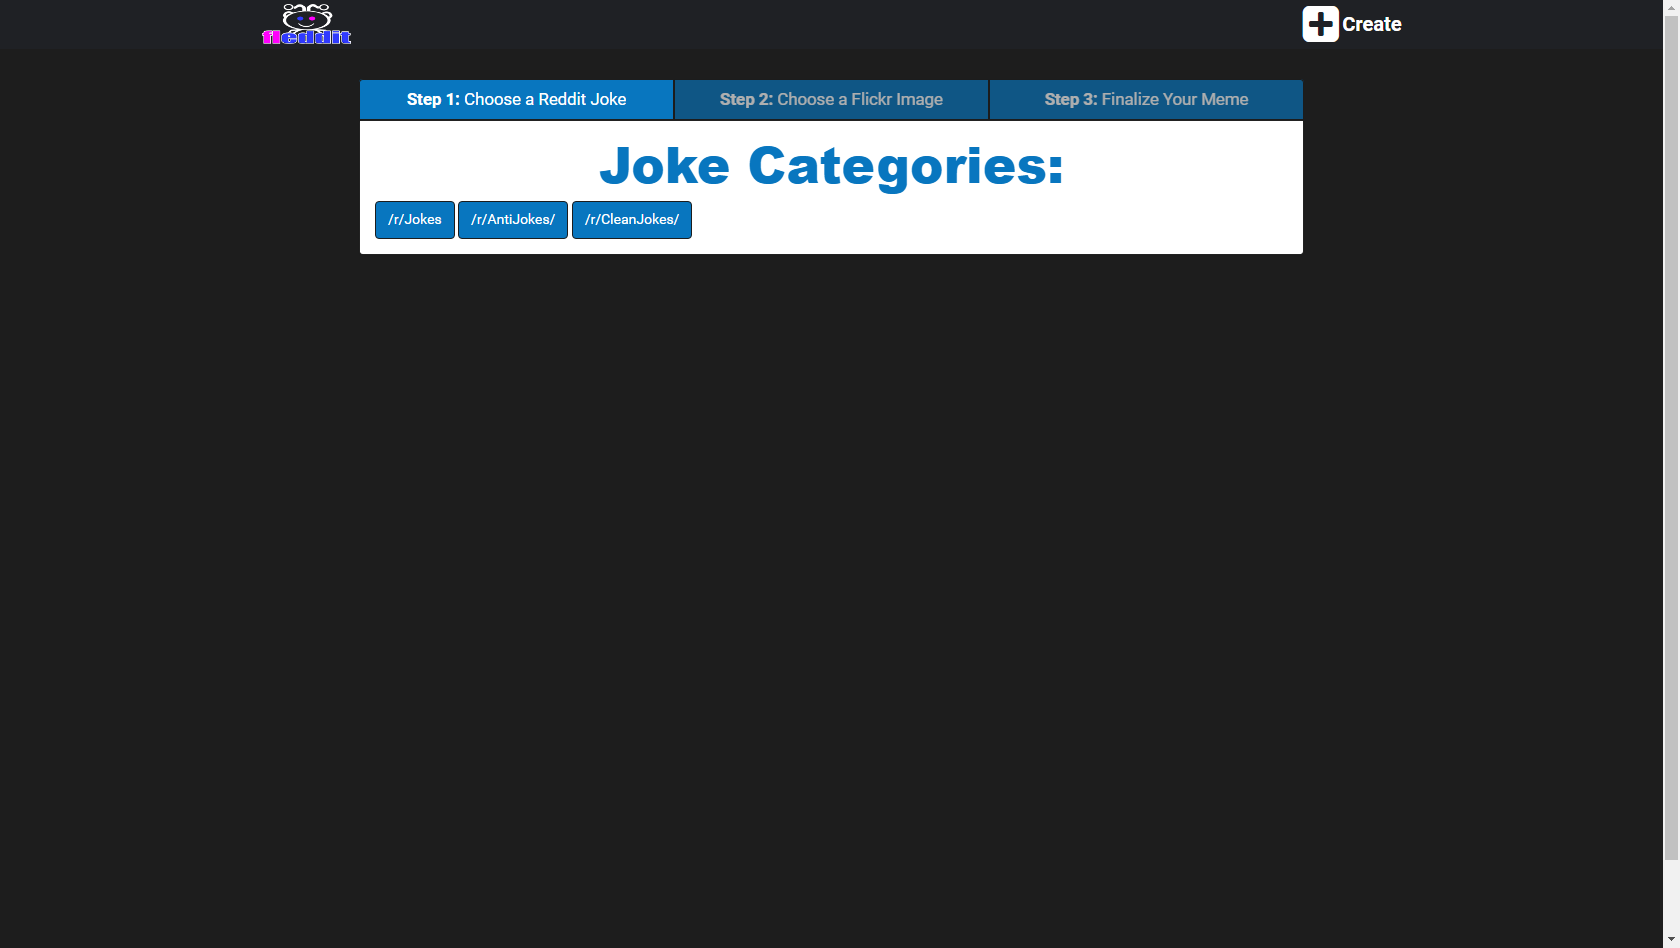 fleddit
Create
Step 1: Choose a Reddit Joke
Step 2: Choose a Flickr Image
Step 3: Finalize Your Meme
Joke Categories:
/r/Jokes
/r/AntiJokes/
/r/CleanJokes/